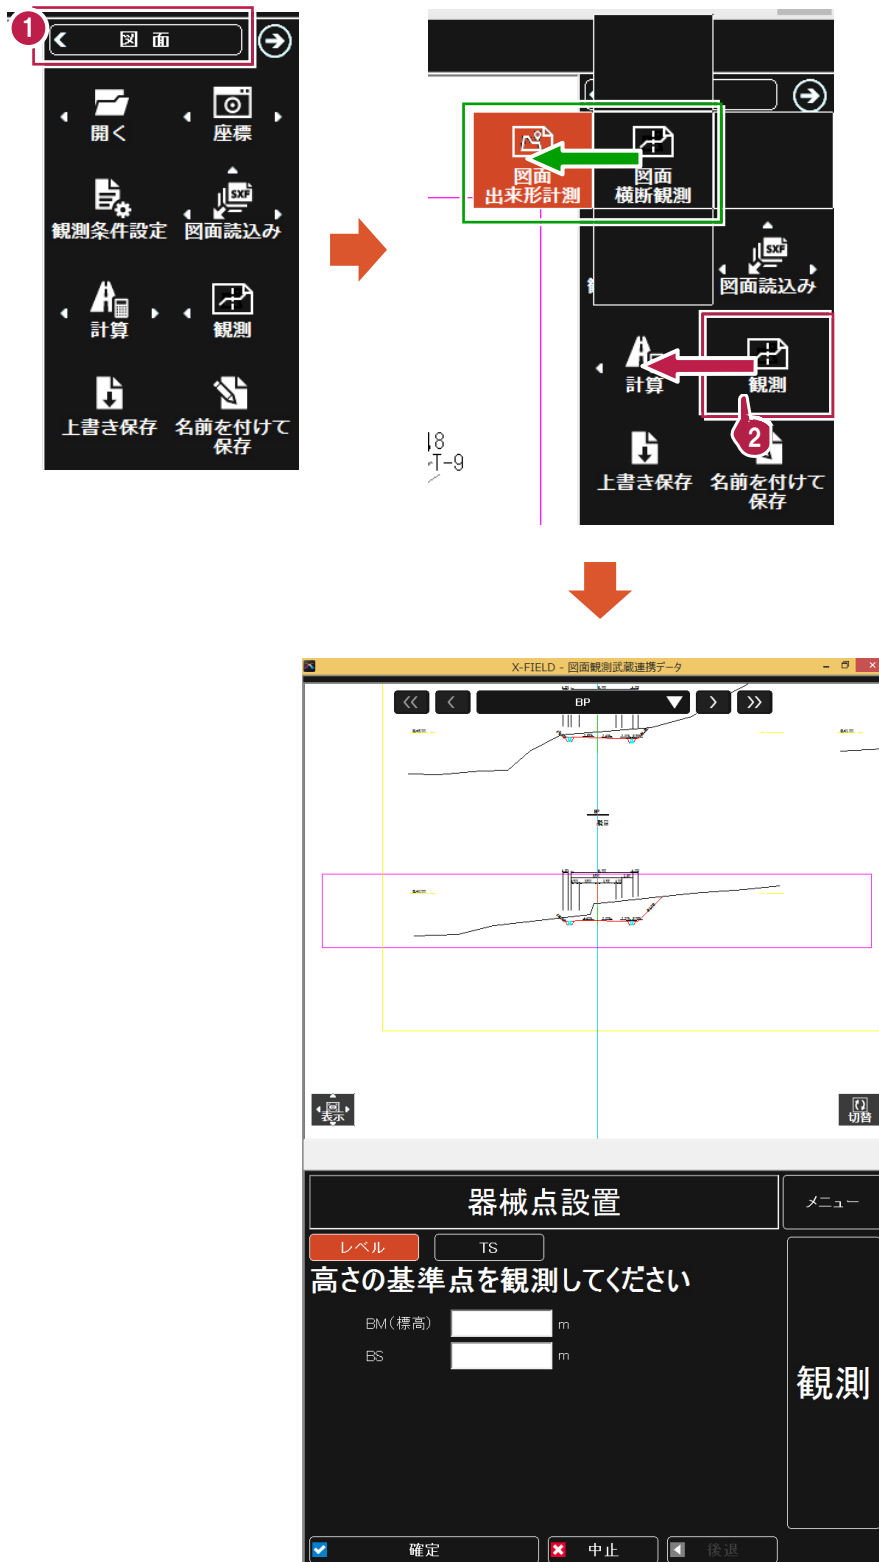 1
図 面
開く
座標
観測条件設定
図面読込み
SXF
計算
観測
上書き保存
名前を付けて
保存
図面
出来形計測
図面
横断観測
SXF
図面読込み
計算
観測
2
上書き保存
名前を付けて
保存
T-9
X-FIELD - 図面観測武蔵連携データ
BP
表示
切替
器械点設置
メニュー
レベル
TS
高さの基準点を観測してください
BM(標高)
m
BS
m
観測
確定
中止
後退